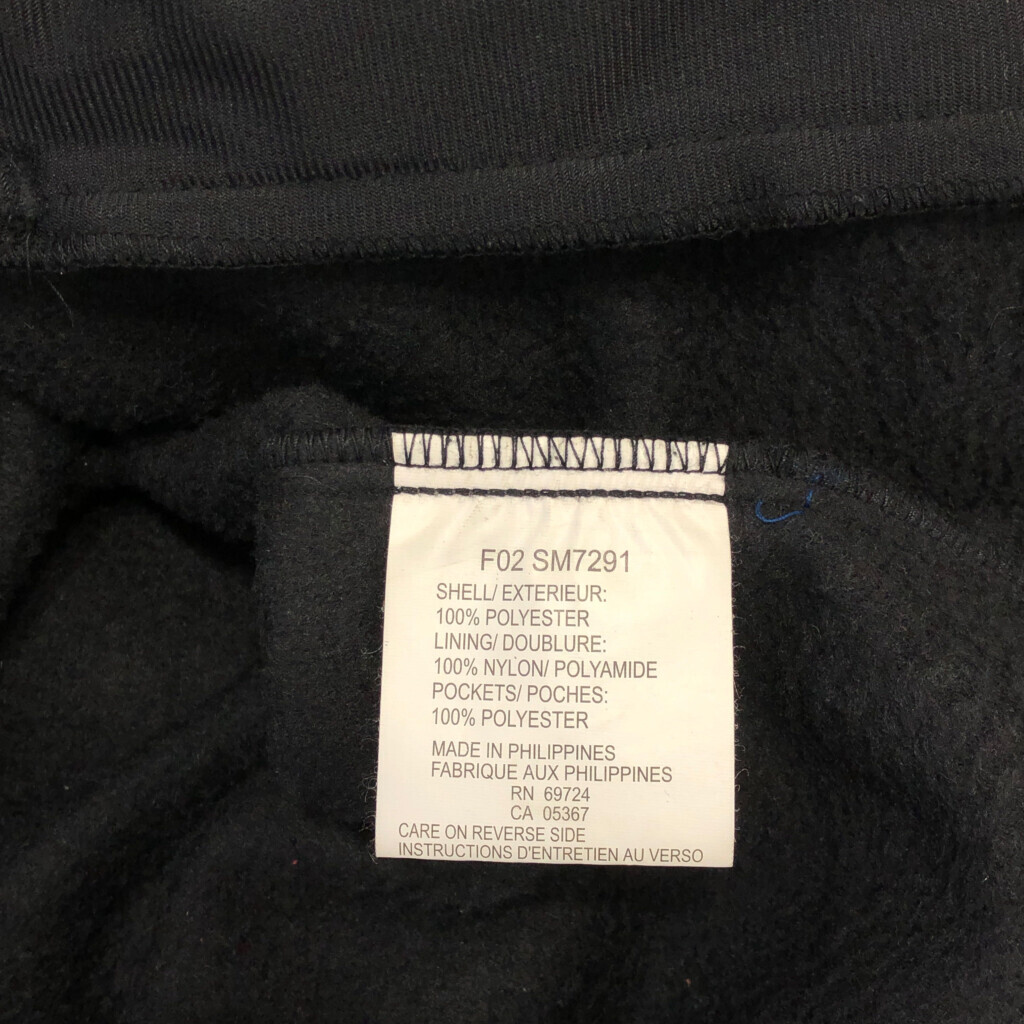 F02 SM7291
SHELL/ EXTERIEUR:
100% POLYESTER
LINING/ DOUBLURE:
100% NYLON/ POLYAMIDE
POCKETS/ POCHES:
100% POLYESTER
MADE IN PHILIPPINES
FABRIQUE AUX PHILIPPINES
RN 69724
CA 05367
CARE ON REVERSE SIDE
INSTRUCTIONS D'ENTRETIEN AU VERSO